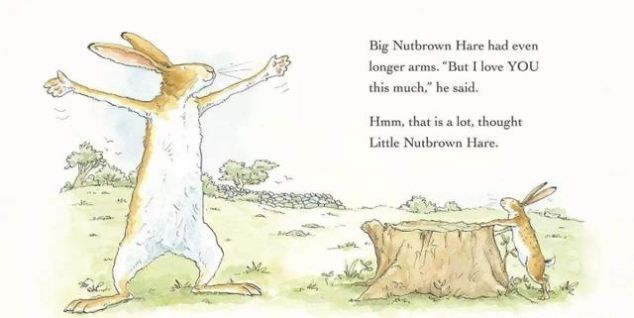 Big Nutbrown Hare had even
longer arms. “But I love YOU
this much,” he said.
Hmm, that is a lot, thought
Little Nutbrown Hare.